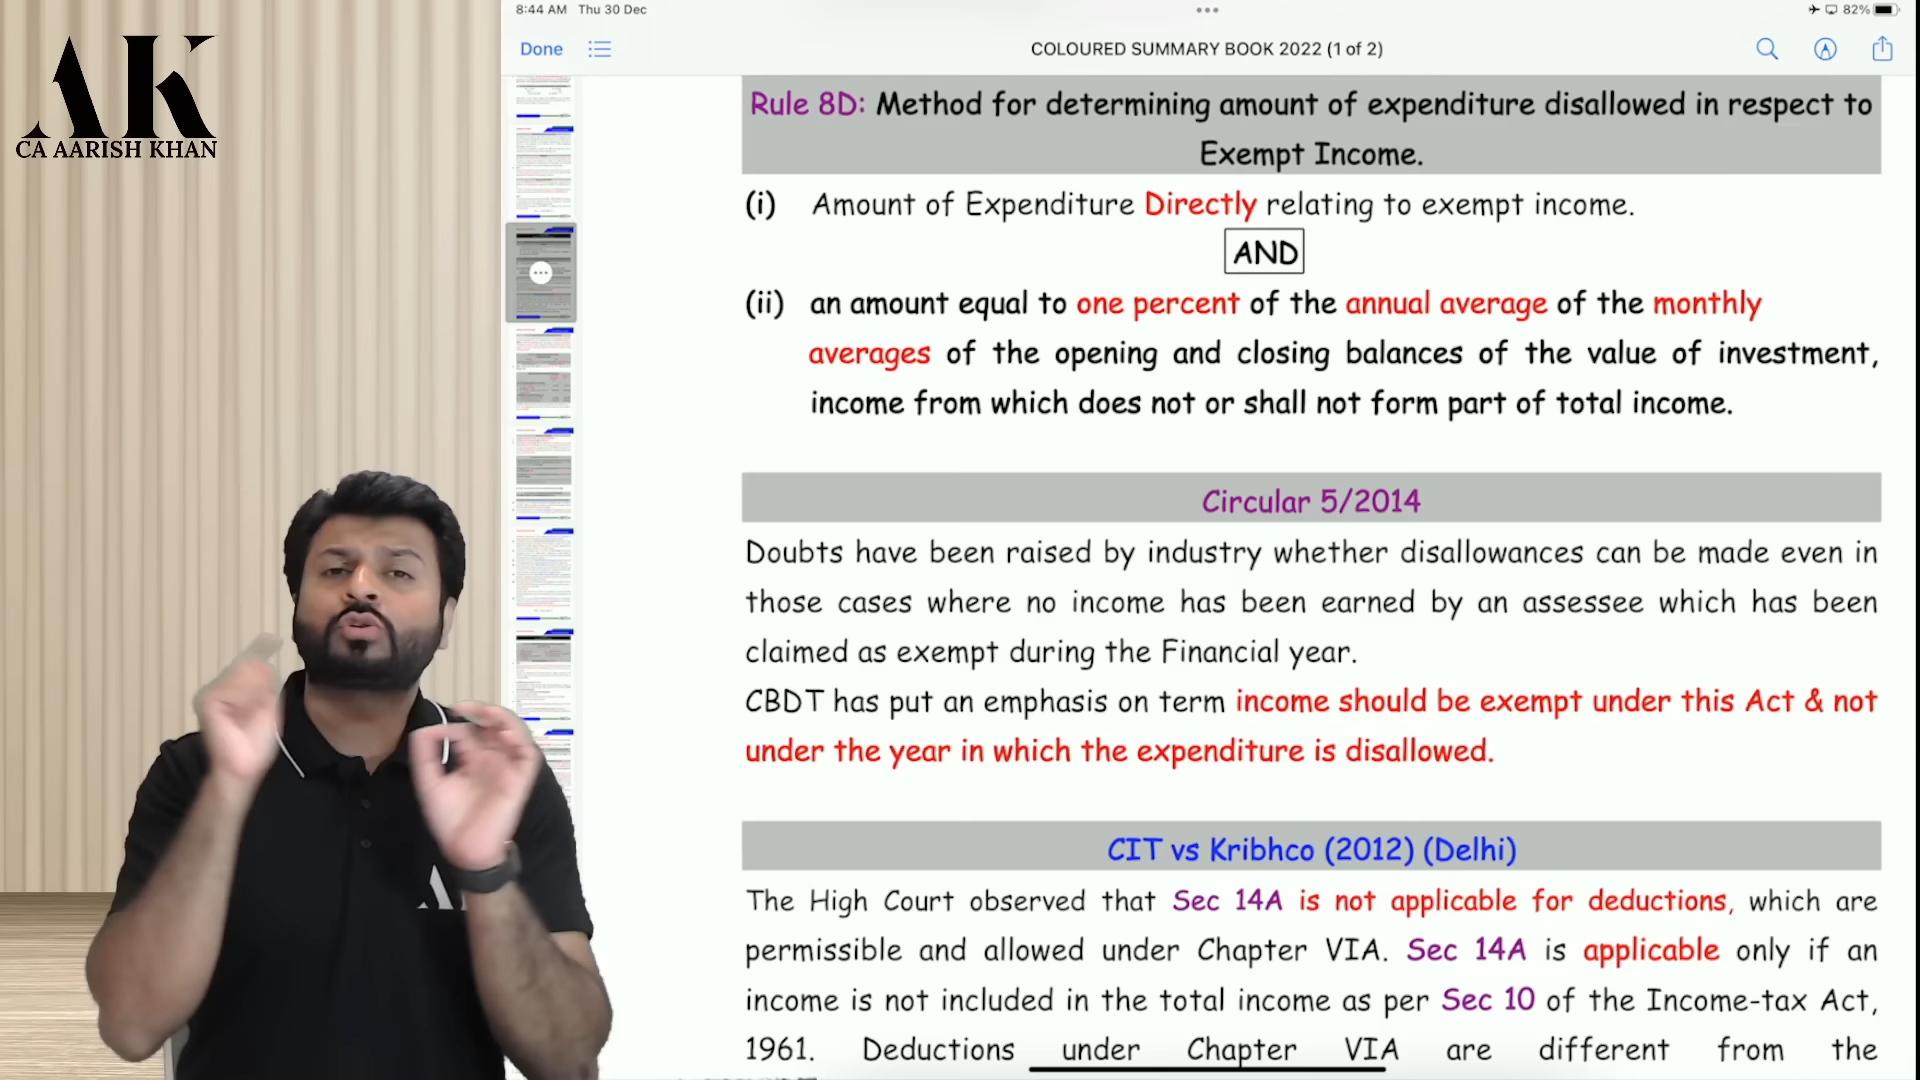 AK
CA AARISH KHAN
8:44 AM Thu 30 Dec
82%
Done
COLOURED SUMMARY BOOK 2022 (1 of 2)
Rule 8D: Method for determining amount of expenditure disallowed in respect to
Exempt Income.
(i) Amount of Expenditure Directly relating to exempt income.
AND
(ii) an amount equal to one percent of the annual average of the monthly
averages of the opening and closing balances of the value of investment,
income from which does not or shall not form part of total income.
Circular 5/2014
Doubts have been raised by industry whether disallowances can be made even in
those cases where no income has been earned by an assessee which has been
claimed as exempt during the Financial year.
CBDT has put an emphasis on term income should be exempt under this Act & not
under the year in which the expenditure is disallowed.
CIT vs Kribhco (2012) (Delhi)
The High Court observed that Sec 14A is not applicable for deductions, which are
permissible and allowed under Chapter VIA. Sec 14A is applicable only if an
income is not included in the total income as per Sec 10 of the Income-tax Act,
1961. Deductions under Chapter VIA are different from the